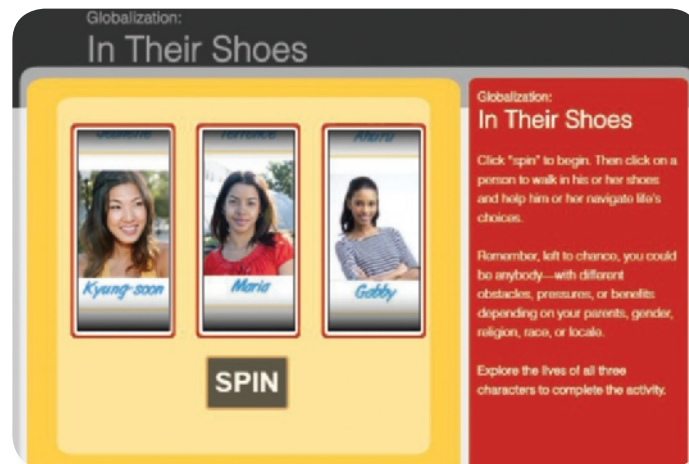 Globalization:
In Their Shoes
Kyung-soon
Maria
Gabby
SPIN
Globalization:
In Their Shoes
Click "spin" to begin. Then click on a
person to walk in his or her shoes
and help him or her navigate life's
choices.
Remember, left to chance, you could
be anybody—with different
obstacles, pressures, or benefits
depending on your parents, gender,
religion, race, or locale.
Explore the lives of all three
characters to complete the activity.